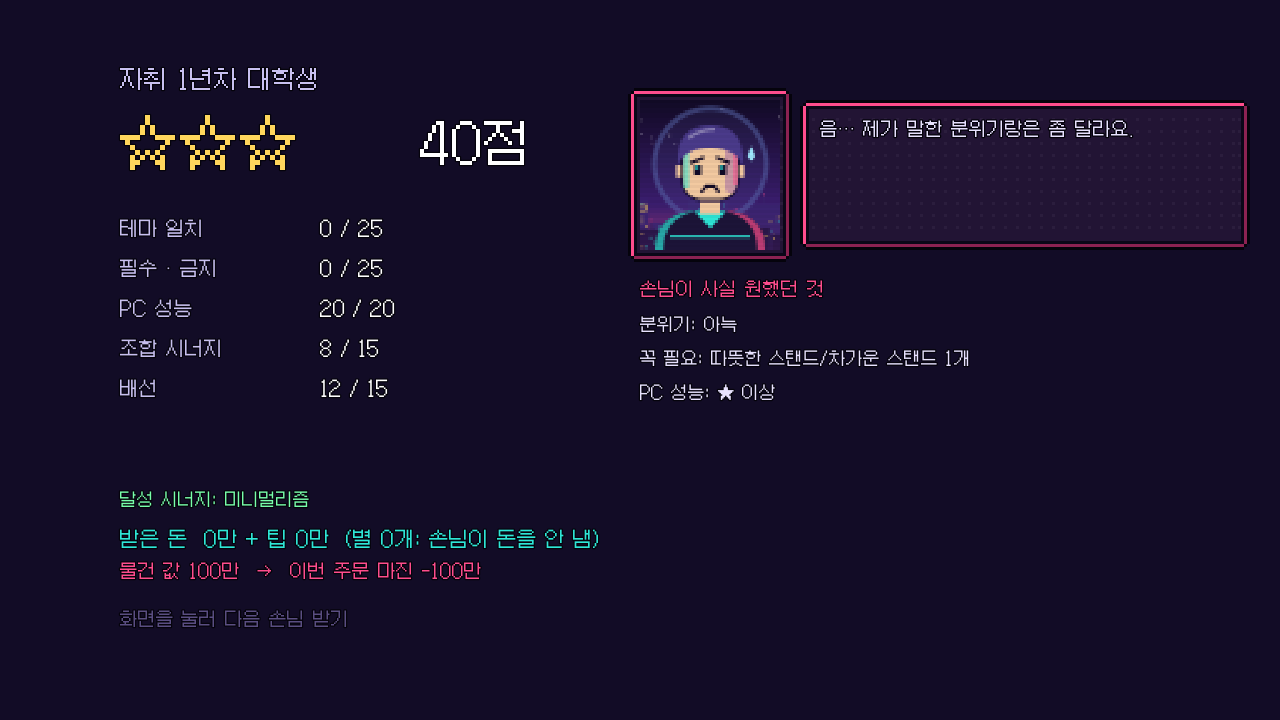 자취 1년차 대학생
40점
테마 일치 0 / 25
필수 · 금지 0 / 25
PC 성능 20 / 20
조합 시너지 8 / 15
배선 12 / 15
달성 시너지: 미니멀리즘
받은 돈 0만 + 팁 0만 (별 0개: 손님이 돈을 안 냄)
물건 값 100만 → 이번 주문 마진 -100만
화면을 눌러 다음 손님 받기
음... 제가 말한 분위기랑은 좀 달라요.
손님이 사실 원했던 것
분위기: 아늑
꼭 필요: 따뜻한 스탠드/차가운 스탠드 1개
PC 성능: ★ 이상